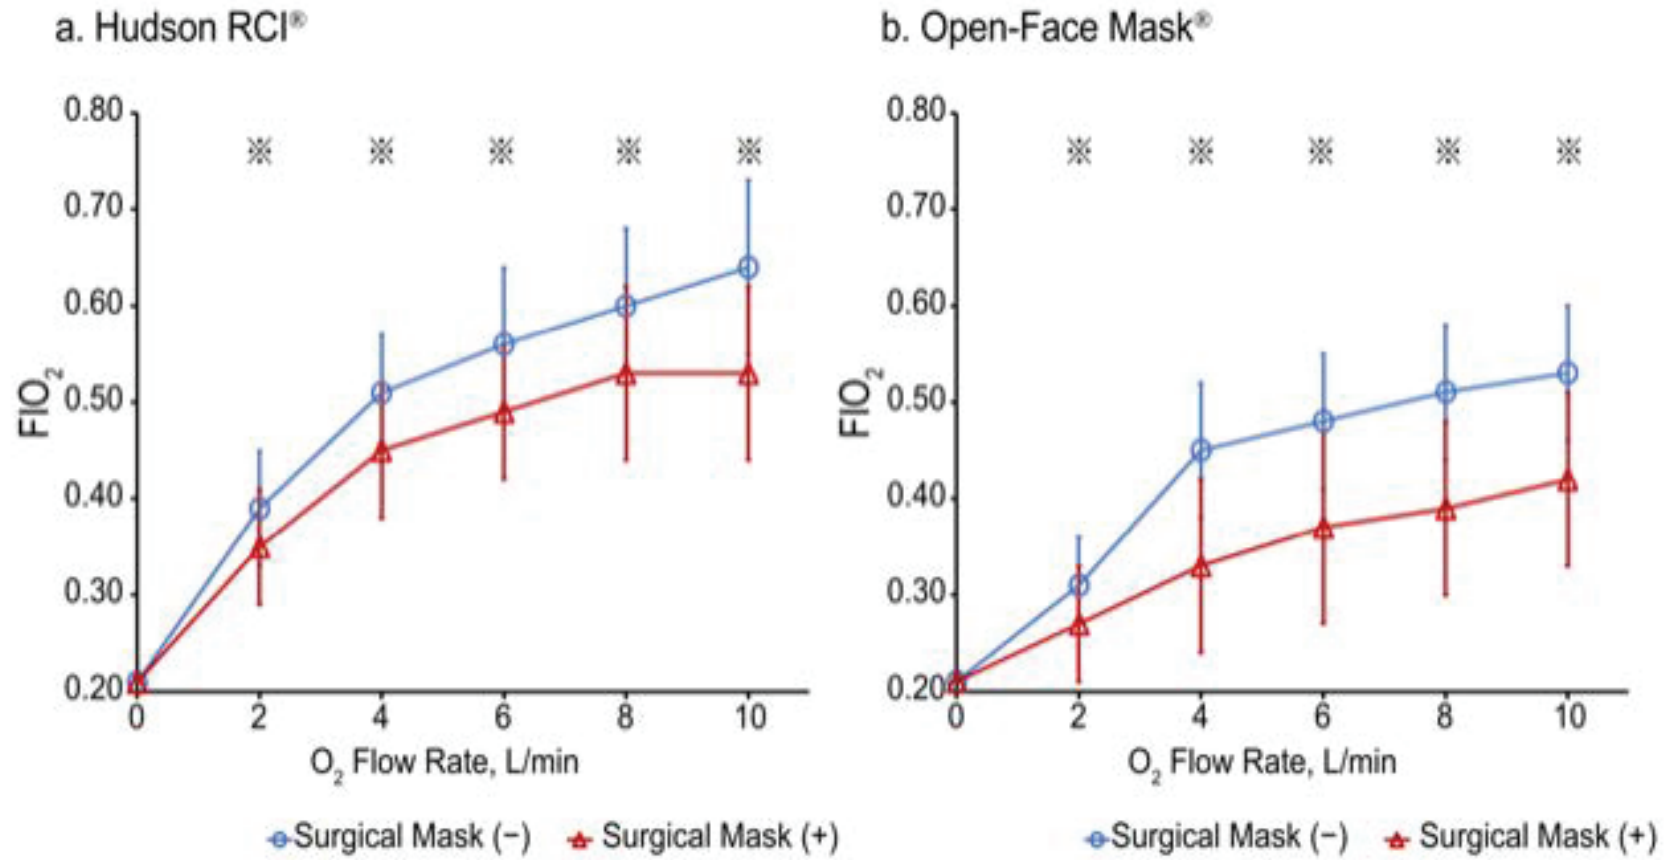 a. Hudson RCI®
0.80
※ ※ ※ ※ ※
0.70
0.60
FIO₂
0.50
0.40
0.30
0.20
0 2 4 6 8 10
O₂ Flow Rate, L/min
Surgical Mask (−) Surgical Mask (+)
b. Open-Face Mask®
0.80
※ ※ ※ ※ ※
0.70
0.60
FIO₂
0.50
0.40
0.30
0.20
0 2 4 6 8 10
O₂ Flow Rate, L/min
Surgical Mask (−) Surgical Mask (+)